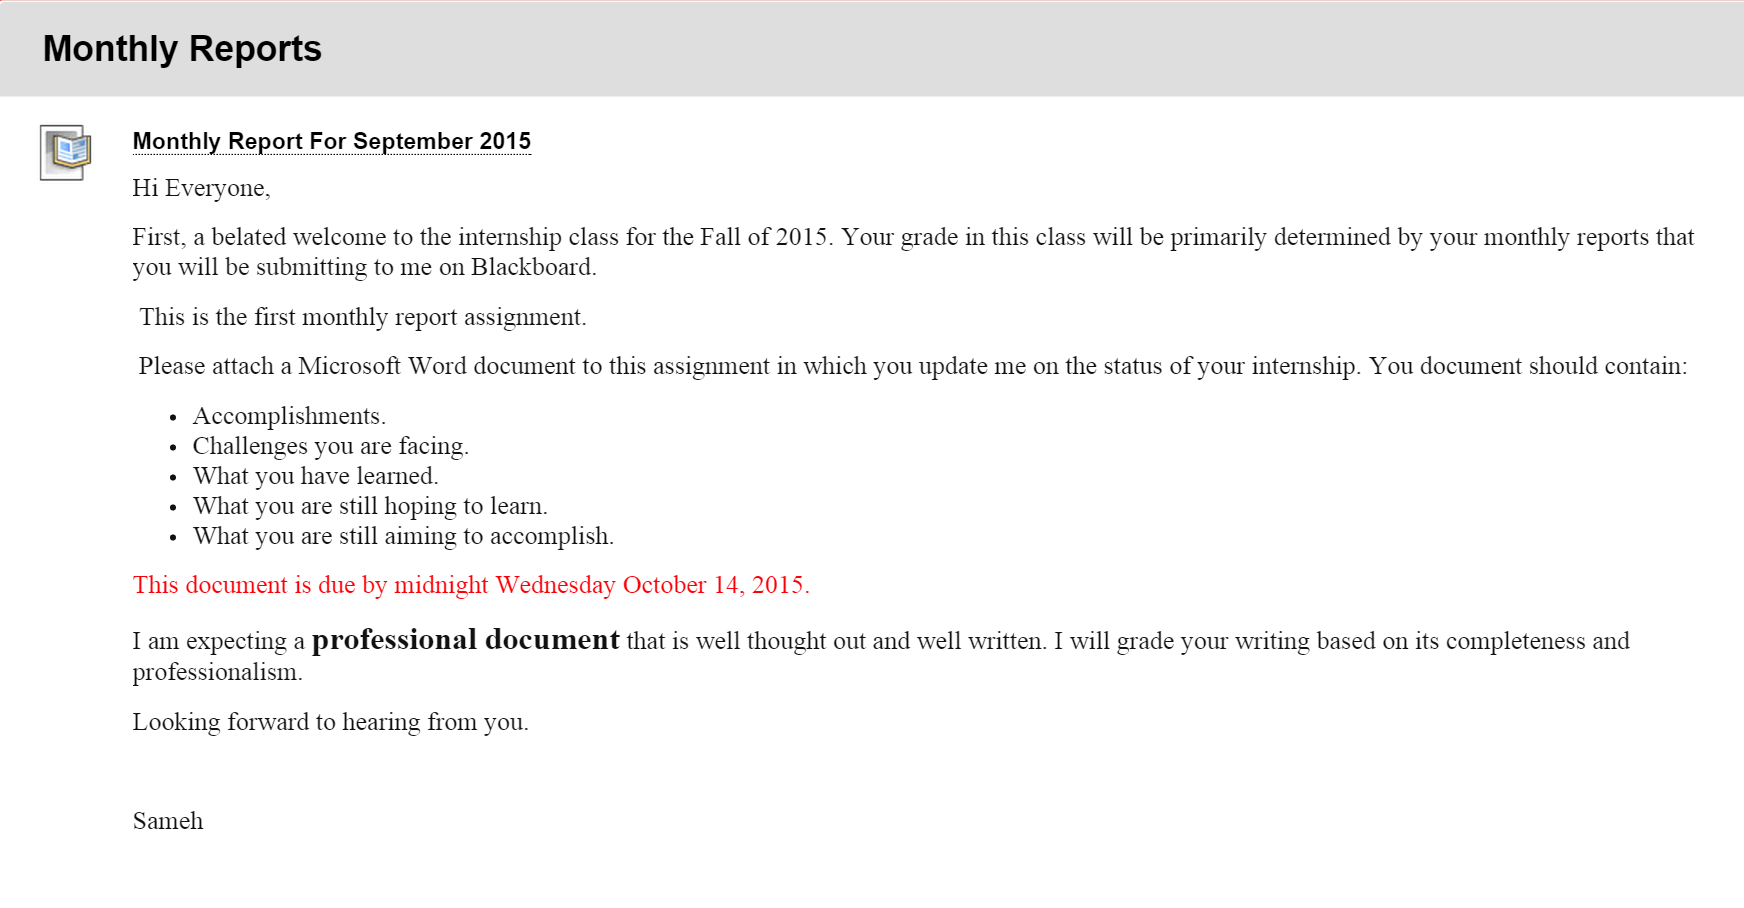 Monthly Reports
Monthly Report For September 2015
Hi Everyone,
First, a belated welcome to the internship class for the Fall of 2015. Your grade in this class will be primarily determined by your monthly reports that
you will be submitting to me on Blackboard.
This is the first monthly report assignment.
Please attach a Microsoft Word document to this assignment in which you update me on the status of your internship. You document should contain:
• Accomplishments.
• Challenges you are facing.
• What you have learned.
• What you are still hoping to learn.
• What you are still aiming to accomplish.
This document is due by midnight Wednesday October 14, 2015.
I am expecting a professional document that is well thought out and well written. I will grade your writing based on its completeness and
professionalism.
Looking forward to hearing from you.
Sameh